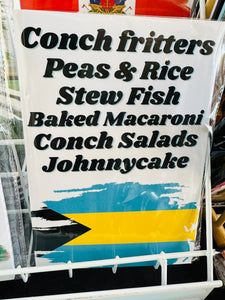 Conch fritters
Peas & Rice
Stew Fish
Baked Macaroni
Conch Salads
Johnnycake